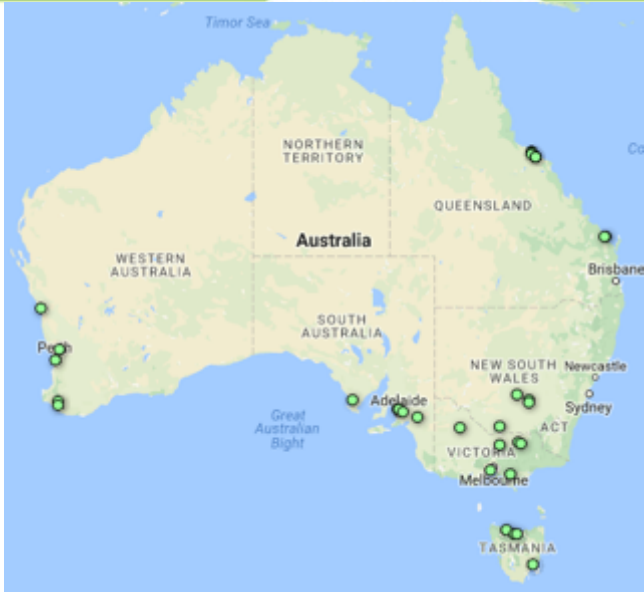 Timor Sea
NORTHERN
TERRITORY
Co
QUEENSLAND
Australia
WESTERN
AUSTRALIA
Brisbane
SOUTH
AUSTRALIA
Perth
NEW SOUTH
WALES
Newcastle
Adelaide
Sydney
Great
Australian
Bight
ACT
VICTORIA
Melbourne
TASMANIA